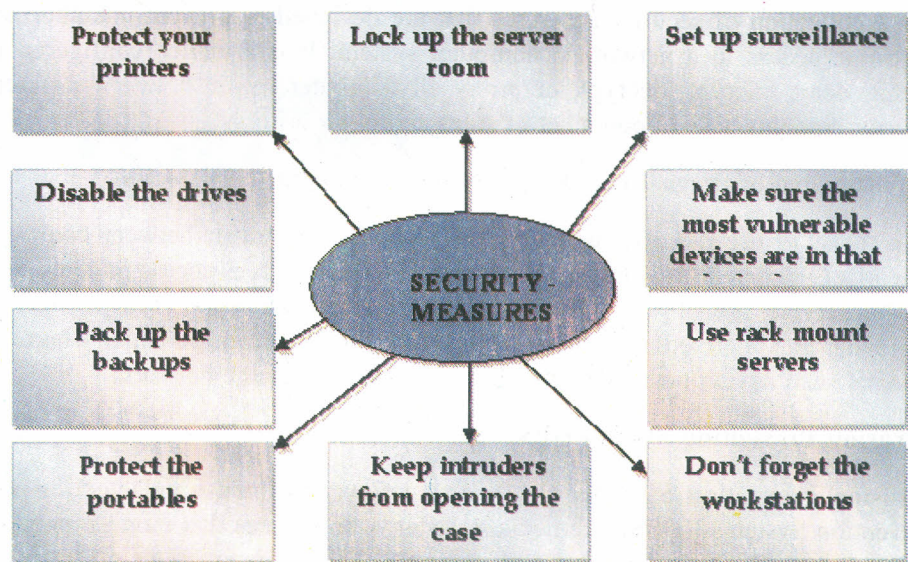 Protect your
printers
Lock up the server
room
Set up surveillance
Disable the drives
Make sure the
most vulnerable
devices are in that
SECURITY -
MEASURES
Pack up the
backups
Use rack mount
servers
Protect the
portables
Keep intruders
from opening the
case
Don't forget the
workstations